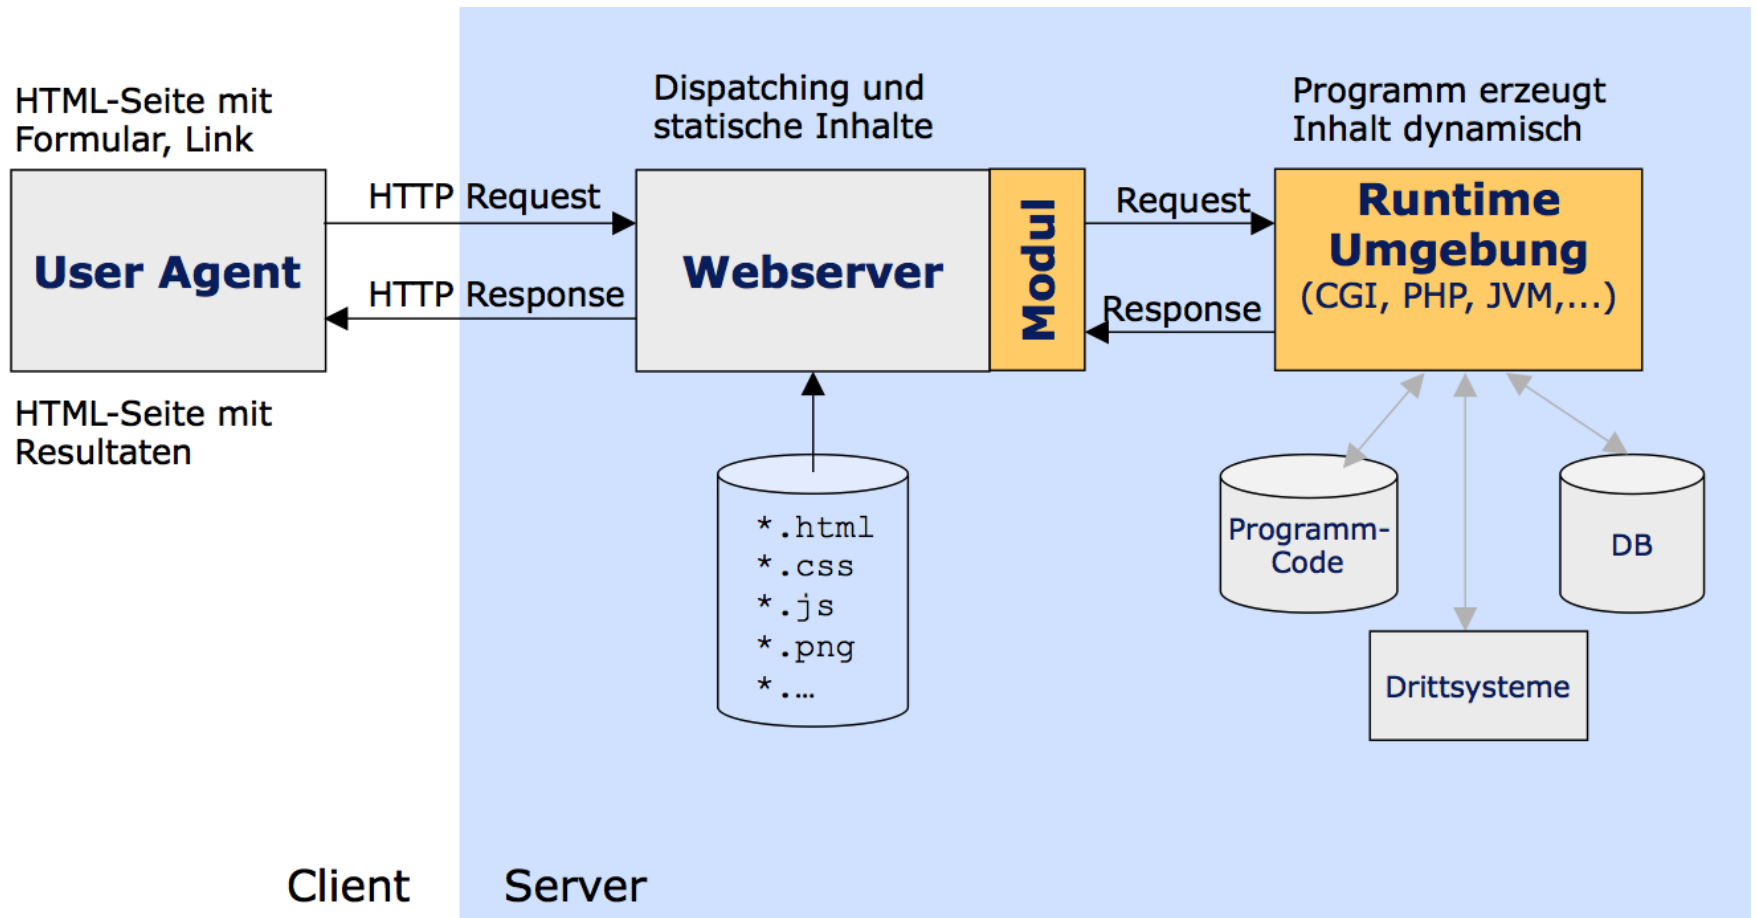 HTML-Seite mit
Formular, Link
User Agent
HTML-Seite mit
Resultaten
HTTP Request
HTTP Response
Dispatching und
statische Inhalte
Webserver
Modul
*.html
*.css
*.js
*.png
*.…
Request
Response
Programm erzeugt
Inhalt dynamisch
Runtime
Umgebung
(CGI, PHP, JVM,...)
Programm-
Code
DB
Drittsysteme
Client
Server